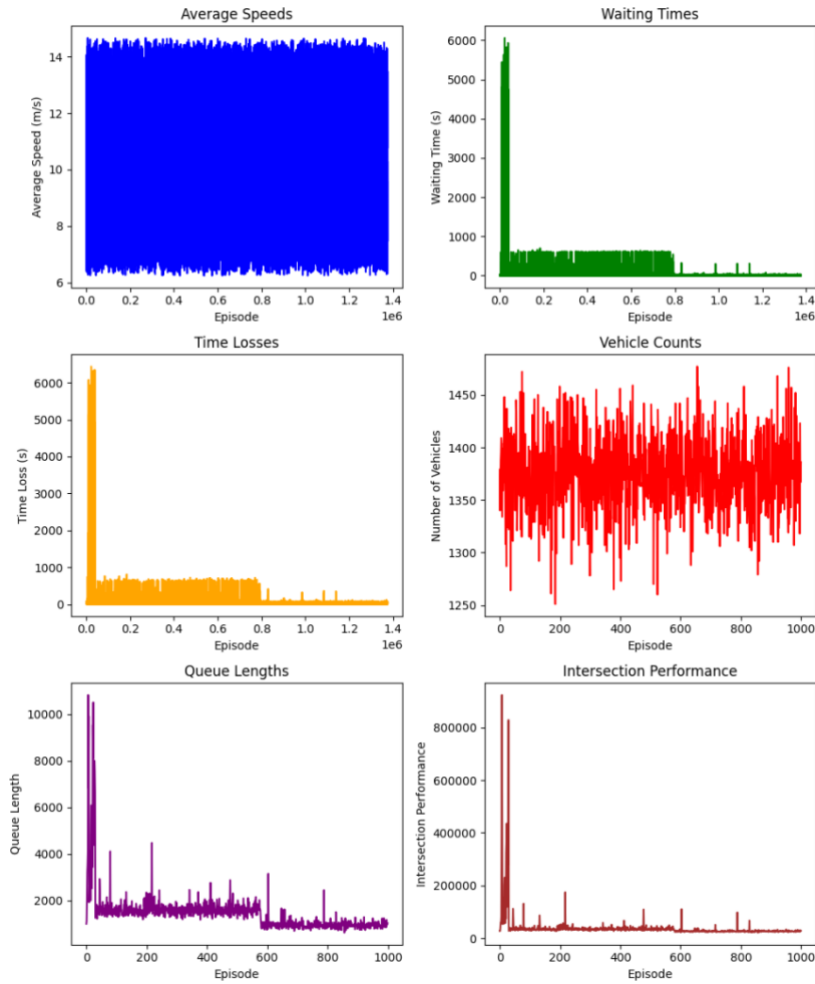 Average Speeds
14
12
10
8
6
Average Speed (m/s)
0.0 0.2 0.4 0.6 0.8 1.0 1.2 1.4
1e6
Episode
Waiting Times
6000
5000
4000
3000
2000
1000
0
Waiting Time (s)
0.0 0.2 0.4 0.6 0.8 1.0 1.2 1.4
1e6
Episode
Time Losses
6000
5000
4000
3000
2000
1000
0
Time Loss (s)
0.0 0.2 0.4 0.6 0.8 1.0 1.2 1.4
1e6
Episode
Vehicle Counts
1450
1400
1350
1300
1250
Number of Vehicles
0 200 400 600 800 1000
Episode
Queue Lengths
10000
8000
6000
4000
2000
Queue Length
0 200 400 600 800 1000
Episode
Intersection Performance
800000
600000
400000
200000
0
Intersection Performance
0 200 400 600 800 1000
Episode